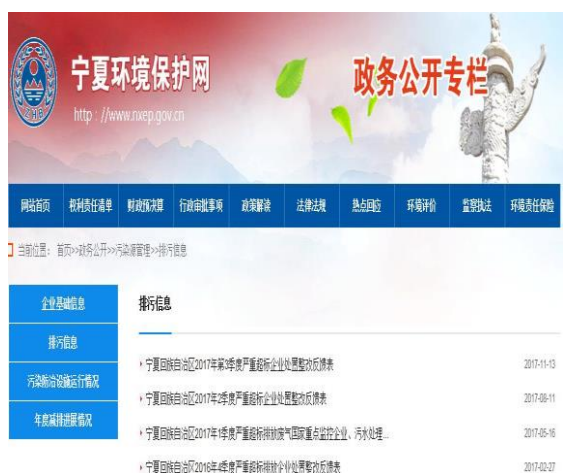 宁夏环境保护网
http://www.nxep.gov.cn
政务公开专栏
ZHB
网站首页 权利责任清单 财政预决算 行政审批事项 政策解读 法律法规 热点回应 环境评价 监察执法 环境责任保险
当前位置：首页>>政务公开>>污染源管理>>排污信息
企业基础信息
排污信息
污染防治设施运行情况
年度减排进展情况
排污信息
宁夏回族自治区2017年第3季度严重超标企业处置整改反馈表 2017-11-13
宁夏回族自治区2017年2季度严重超标企业处置整改反馈表 2017-08-11
宁夏回族自治区2017年1季度严重超标排放废气国家重点监控企业、污水处理... 2017-05-16
宁夏回族自治区2016年4季度严重超标排放企业处置整改反馈表 2017-02-27